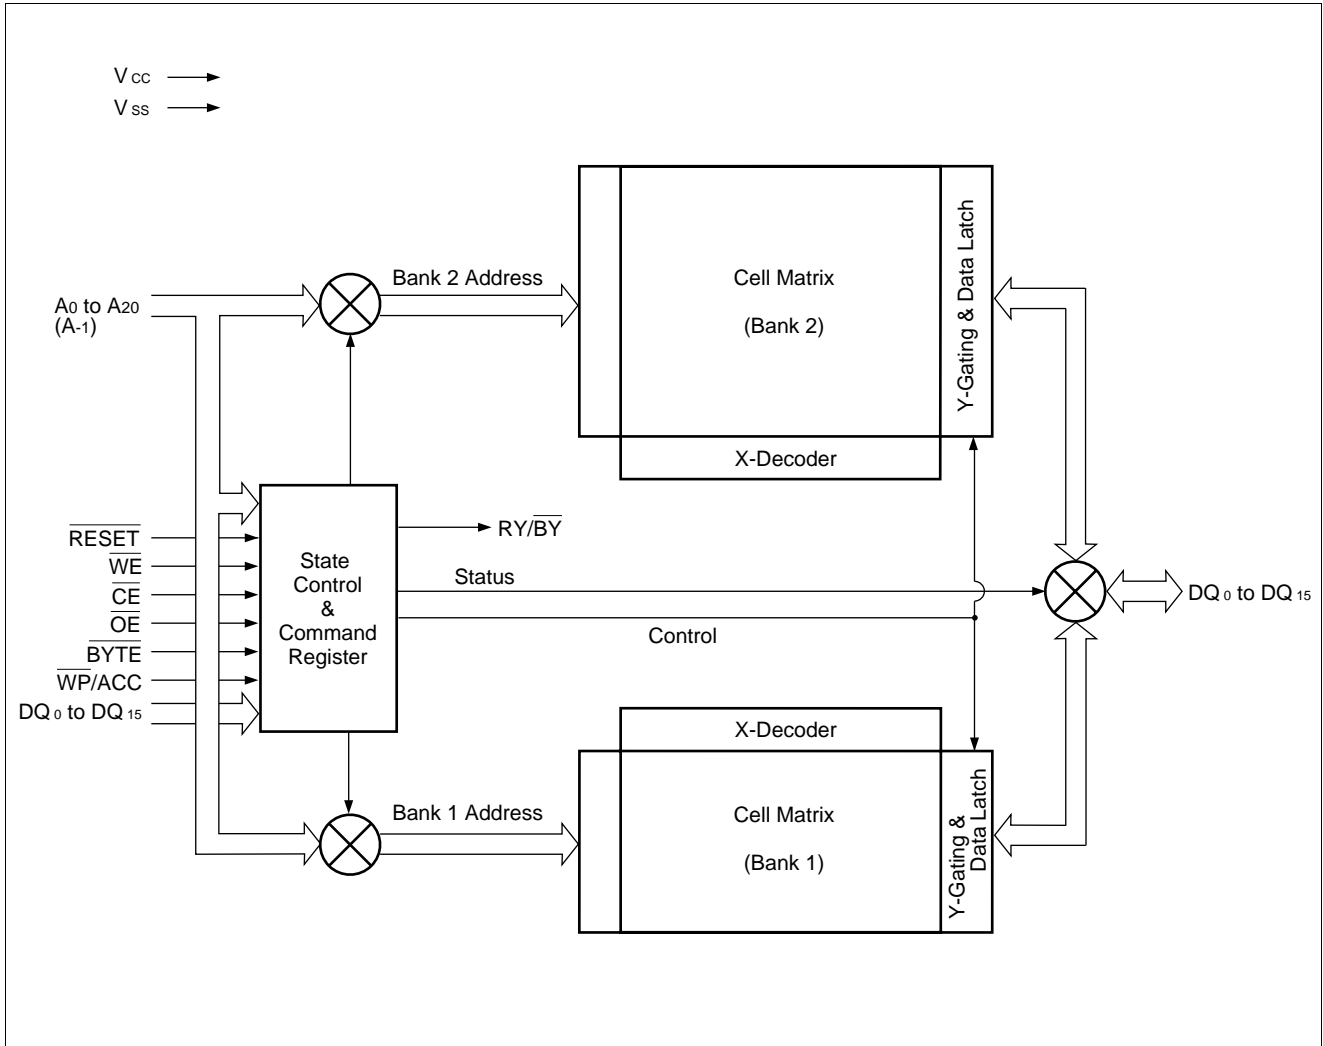 VCC
VSS
A0 to A20
(A-1)
Bank 2 Address
Cell Matrix
(Bank 2)
Y-Gating & Data Latch
X-Decoder
RESET
WE
CE
OE
BYTE
WP/ACC
DQ0 to DQ15
State
Control
&
Command
Register
RY/BY
Status
Control
DQ0 to DQ15
X-Decoder
Bank 1 Address
Cell Matrix
(Bank 1)
Y-Gating &
Data Latch